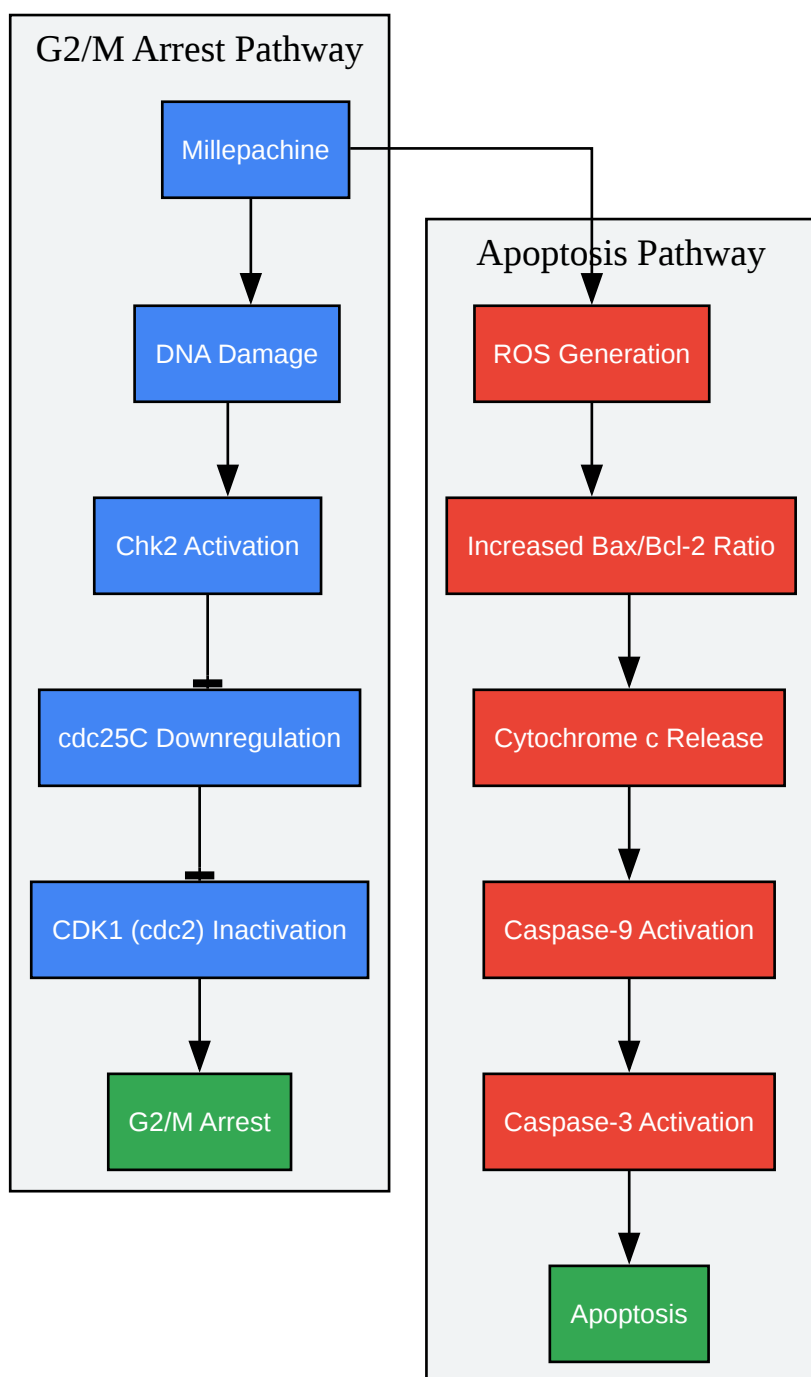 G2/M Arrest Pathway
Millepachine
DNA Damage
Chk2 Activation
cdc25C Downregulation
CDK1 (cdc2) Inactivation
G2/M Arrest
Apoptosis Pathway
ROS Generation
Increased Bax/Bcl-2 Ratio
Cytochrome c Release
Caspase-9 Activation
Caspase-3 Activation
Apoptosis